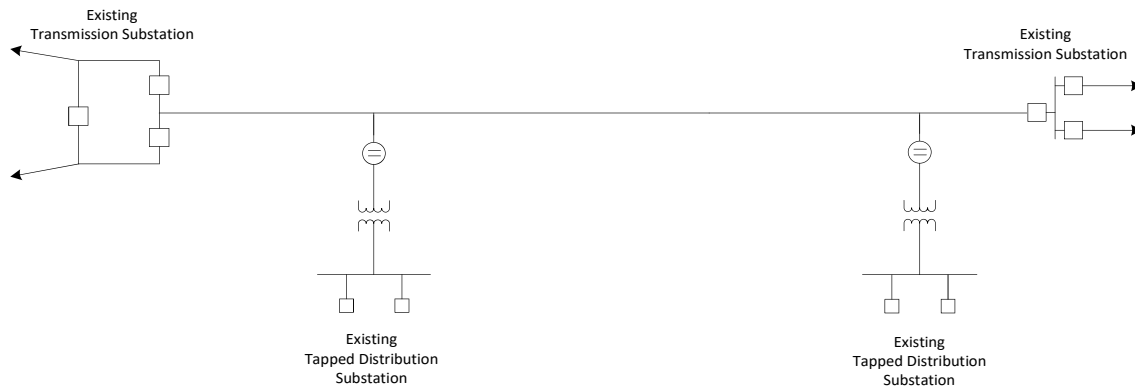 Existing
Transmission Substation
Existing
Transmission Substation
Existing
Tapped Distribution
Substation
Existing
Tapped Distribution
Substation